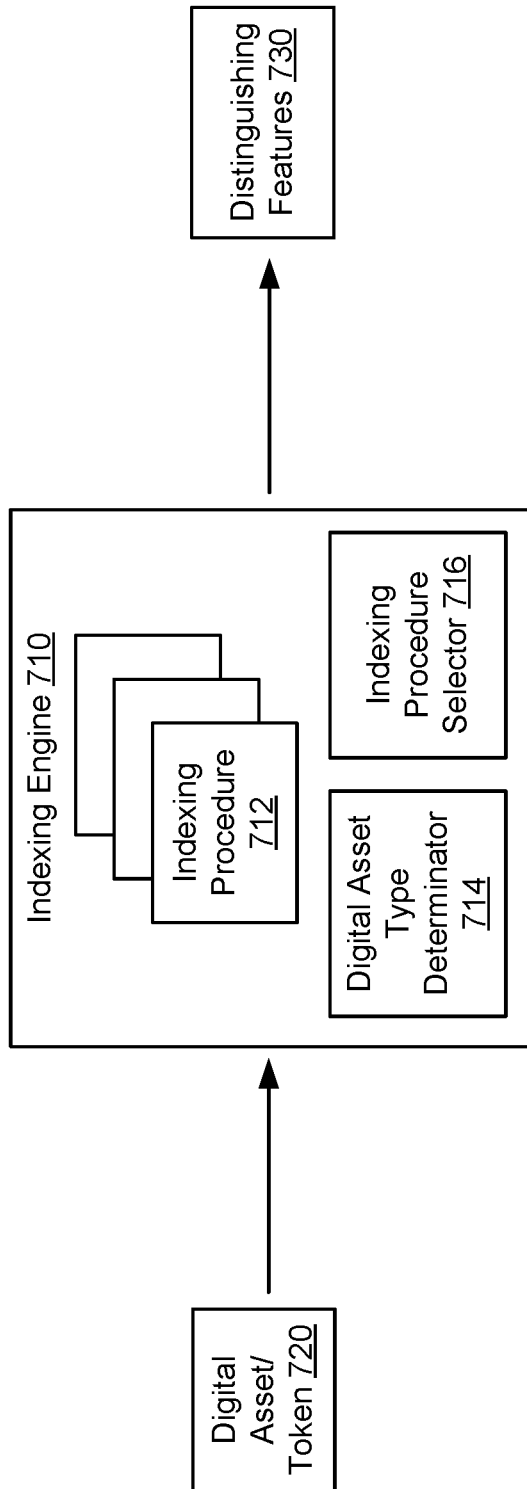 Digital
Asset/
Token 720
Indexing Engine 710
Indexing
Procedure
712
Digital Asset
Type
Determinator
714
Indexing
Procedure
Selector 716
Distinguishing
Features 730